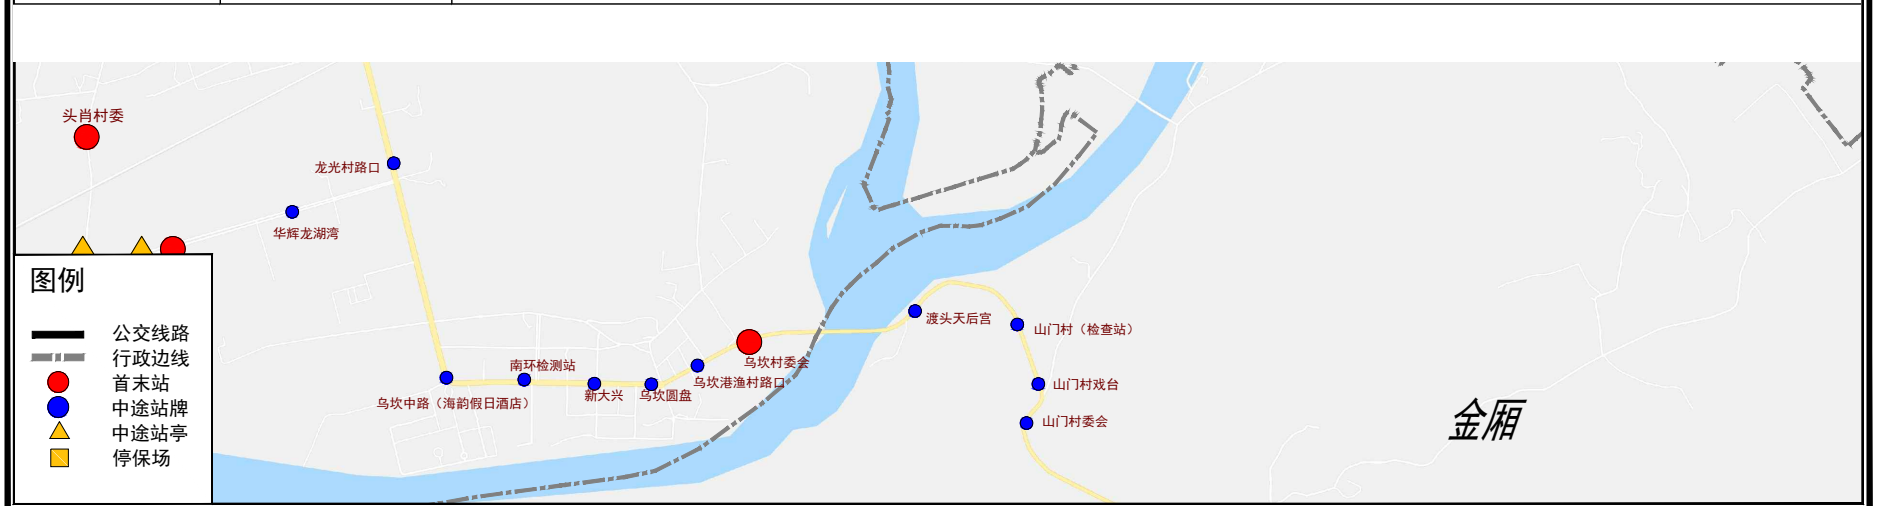 头肖村委
龙光村路口
华辉龙湖湾
图例
公交线路
行政边线
首末站
中途站牌
中途站亭
停保场
乌坎中路（海韵假日酒店）
南环检测站
新大兴
乌坎圆盘
乌坎港渔村路口
乌坎村委会
渡头天后宫
山门村（检查站）
山门村戏台
山门村委会
金厢